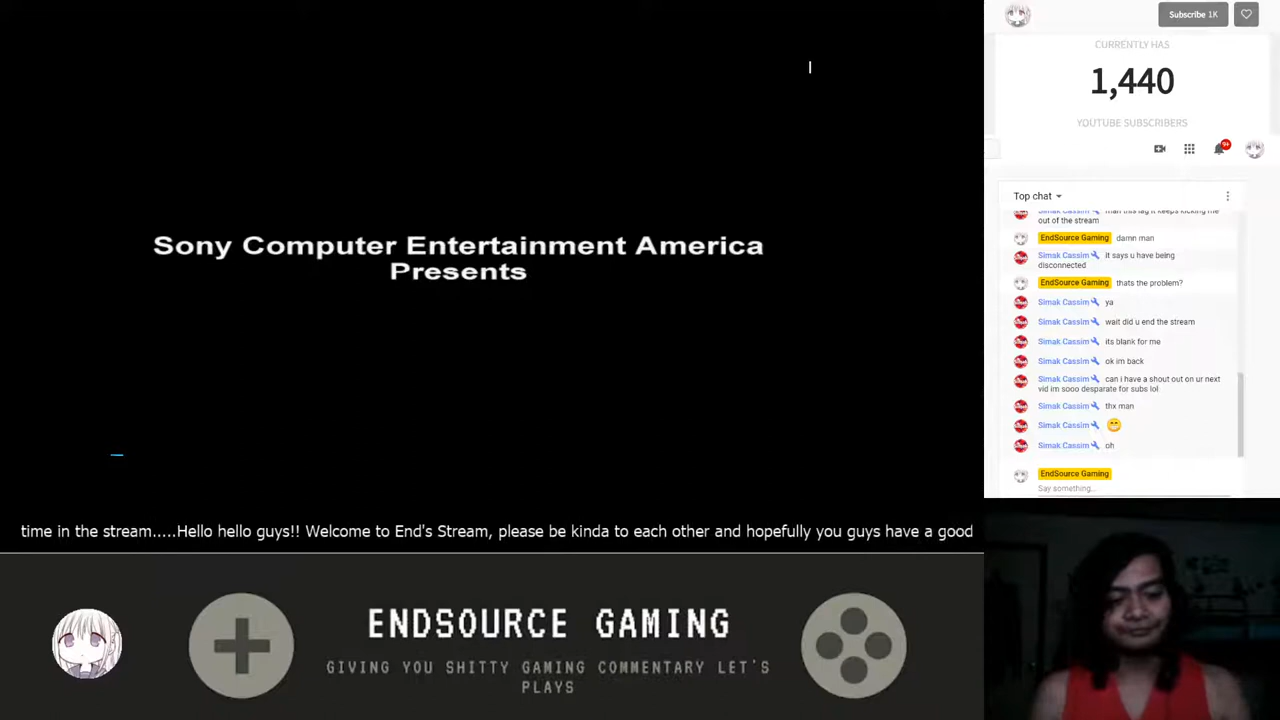 Subscribe 1K
CURRENTLY HAS
1,440
YOUTUBE SUBSCRIBERS
9+
Top chat
Simak Cassim man this lag it keeps kicking me
out of the stream
EndSource Gaming damn man
Simak Cassim it says u have being
disconnected
EndSource Gaming thats the problem?
Simak Cassim ya
Simak Cassim wait did u end the stream
Simak Cassim its blank for me
Simak Cassim ok im back
Simak Cassim can i have a shout out on ur next
vid im sooo desparate for subs lol
Simak Cassim thx man
Simak Cassim
Simak Cassim oh
EndSource Gaming
Say something...
Sony Computer Entertainment America
Presents
time in the stream.....Hello hello guys!! Welcome to End's Stream, please be kinda to each other and hopefully you guys have a good
ENDSOURCE GAMING
GIVING YOU SHITTY GAMING COMMENTARY LET'S
PLAYS